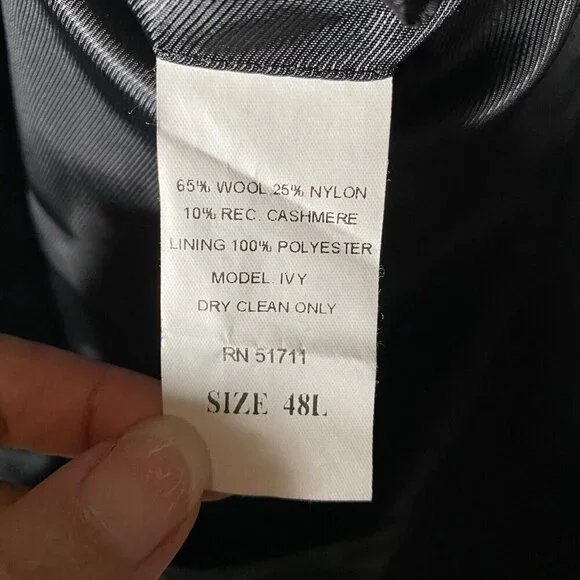 65% WOOL 25% NYLON
10% REC. CASHMERE
LINING 100% POLYESTER
MODEL. IVY
DRY CLEAN ONLY
RN 51711
SIZE 48L